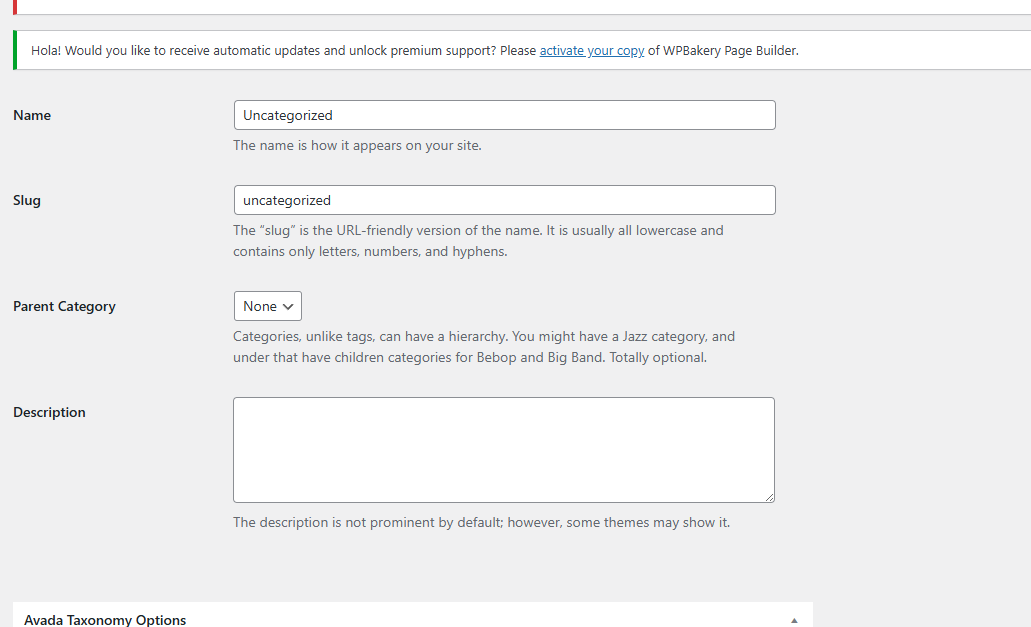 Hola! Would you like to receive automatic updates and unlock premium support? Please activate your copy of WPBakery Page Builder.
Name
Uncategorized
The name is how it appears on your site.
Slug
uncategorized
The “slug” is the URL-friendly version of the name. It is usually all lowercase and
contains only letters, numbers, and hyphens.
Parent Category
None
Categories, unlike tags, can have a hierarchy. You might have a Jazz category, and
under that have children categories for Bebop and Big Band. Totally optional.
Description
The description is not prominent by default; however, some themes may show it.
Avada Taxonomy Options